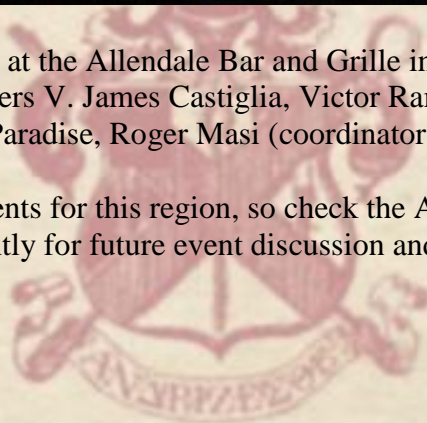 at the Allendale Bar and Grille in
ers V. James Castiglia, Victor Ran
Paradise, Roger Masi (coordinator
ents for this region, so check the A
ntly for future event discussion and